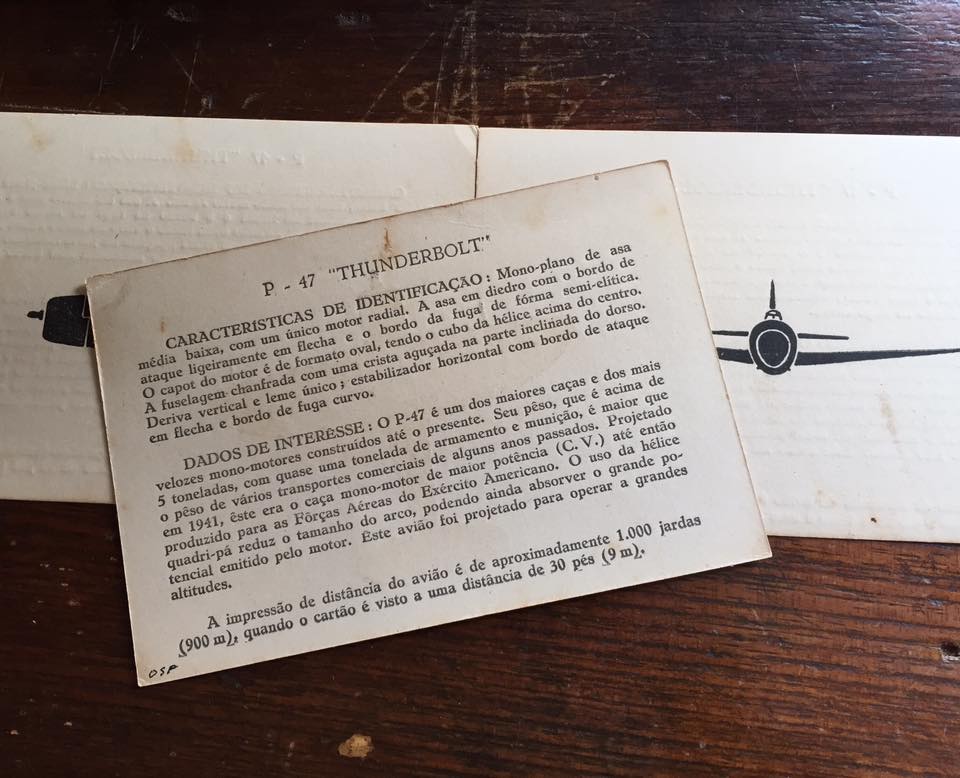 P - 47 "THUNDERBOLT"
CARACTERÍSTICAS DE IDENTIFICAÇÃO: Mono-plano de asa
média baixa, com um único motor radial. A asa em diedro com o bordo de
ataque ligeiramente em flecha e o bordo da fuga de fórma semi-elítica.
O capot do motor é de formato oval, tendo o cubo da hélice acima do centro.
A fuselagem chanfrada com uma crista aguçada na parte inclinada do dorso.
Deriva vertical e leme único; estabilizador horizontal com bordo de ataque
em flecha e bordo de fuga curvo.
DADOS DE INTERÊSSE: O P-47 é um dos maiores caças e dos mais
velozes mono-motores construídos até o presente. Seu pêso, que é acima de
5 toneladas, com quase uma tonelada de armamento e munição, é maior que
o pêso de vários transportes comerciais de alguns anos passados. Projetado
em 1941, êste era o caça mono-motor de maior potência (C. V.) até então
produzido para as Fôrças Aéreas do Exército Americano. O uso da hélice
quadri-pá reduz o tamanho do arco, podendo ainda absorver o grande po-
tencial emitido pelo motor. Este avião foi projetado para operar a grandes
altitudes.
A impressão de distância do avião é de aproximadamente 1.000 jardas
(900 m), quando o cartão é visto a uma distância de 30 pés (9 m).
OSP